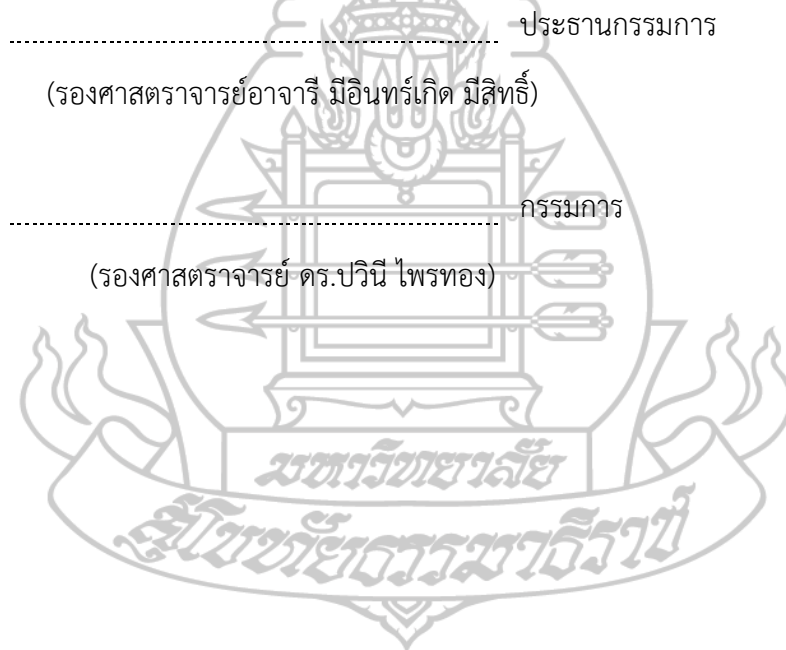 ประธานกรรมการ
(รองศาสตราจารย์อาจารี มีอินทร์เกิด มีสิทธิ์)
กรรมการ
(รองศาสตราจารย์ ดร.ปวินี ไพรทอง)
มหาวิทยาลัย
สุโขทัยธรรมาธิราช